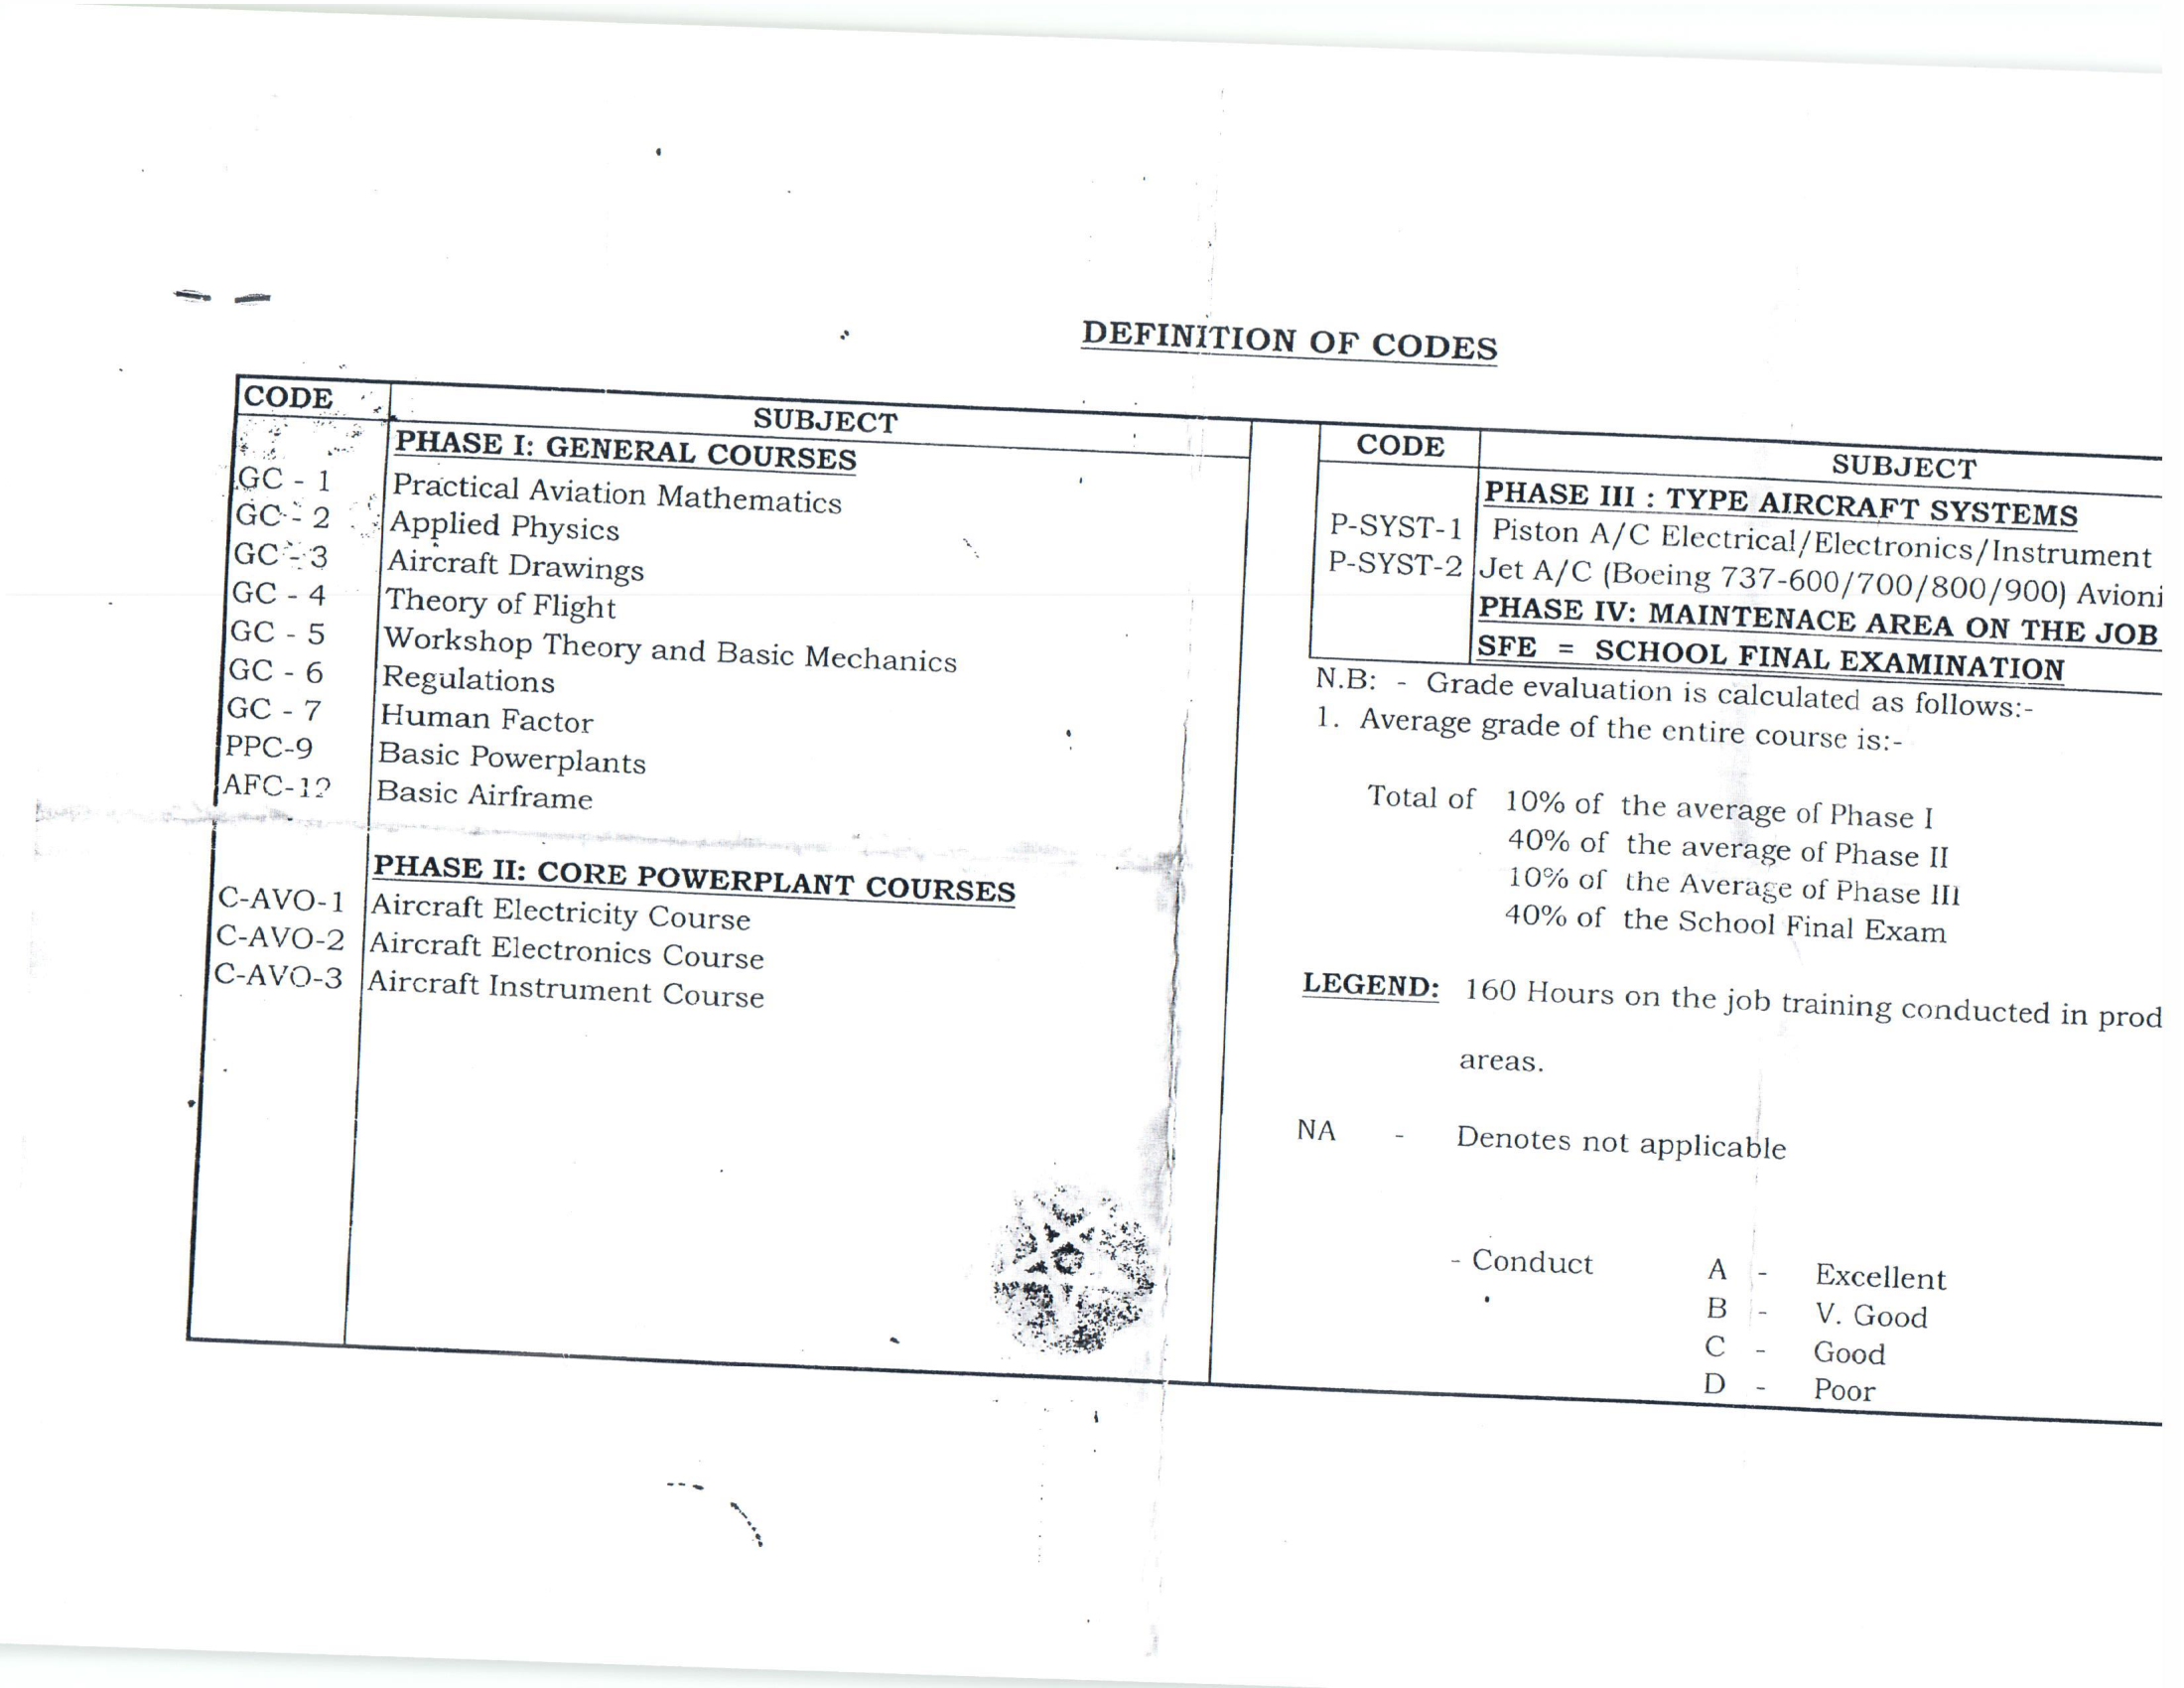 DEFINITION OF CODES
CODE SUBJECT
PHASE I: GENERAL COURSES
GC - 1 Practical Aviation Mathematics
GC - 2 Applied Physics
GC - 3 Aircraft Drawings
GC - 4 Theory of Flight
GC - 5 Workshop Theory and Basic Mechanics
GC - 6 Regulations
GC - 7 Human Factor
PPC-9 Basic Powerplants
AFC-12 Basic Airframe
PHASE II: CORE POWERPLANT COURSES
C-AVO-1 Aircraft Electricity Course
C-AVO-2 Aircraft Electronics Course
C-AVO-3 Aircraft Instrument Course
CODE SUBJECT
PHASE III : TYPE AIRCRAFT SYSTEMS
P-SYST-1 Piston A/C Electrical/Electronics/Instrument
P-SYST-2 Jet A/C (Boeing 737-600/700/800/900) Avioni
PHASE IV: MAINTENACE AREA ON THE JOB
SFE = SCHOOL FINAL EXAMINATION
N.B: - Grade evaluation is calculated as follows:-
1. Average grade of the entire course is:-
Total of 10% of the average of Phase I
40% of the average of Phase II
10% of the Average of Phase III
40% of the School Final Exam
LEGEND: 160 Hours on the job training conducted in prod
areas.
NA - Denotes not applicable
- Conduct A - Excellent
B - V. Good
C - Good
D - Poor